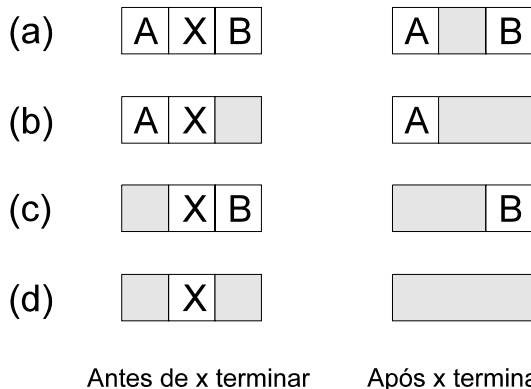 (a) A X B A B
(b) A X A
(c) X B B
(d) X
Antes de x terminar Após x termina